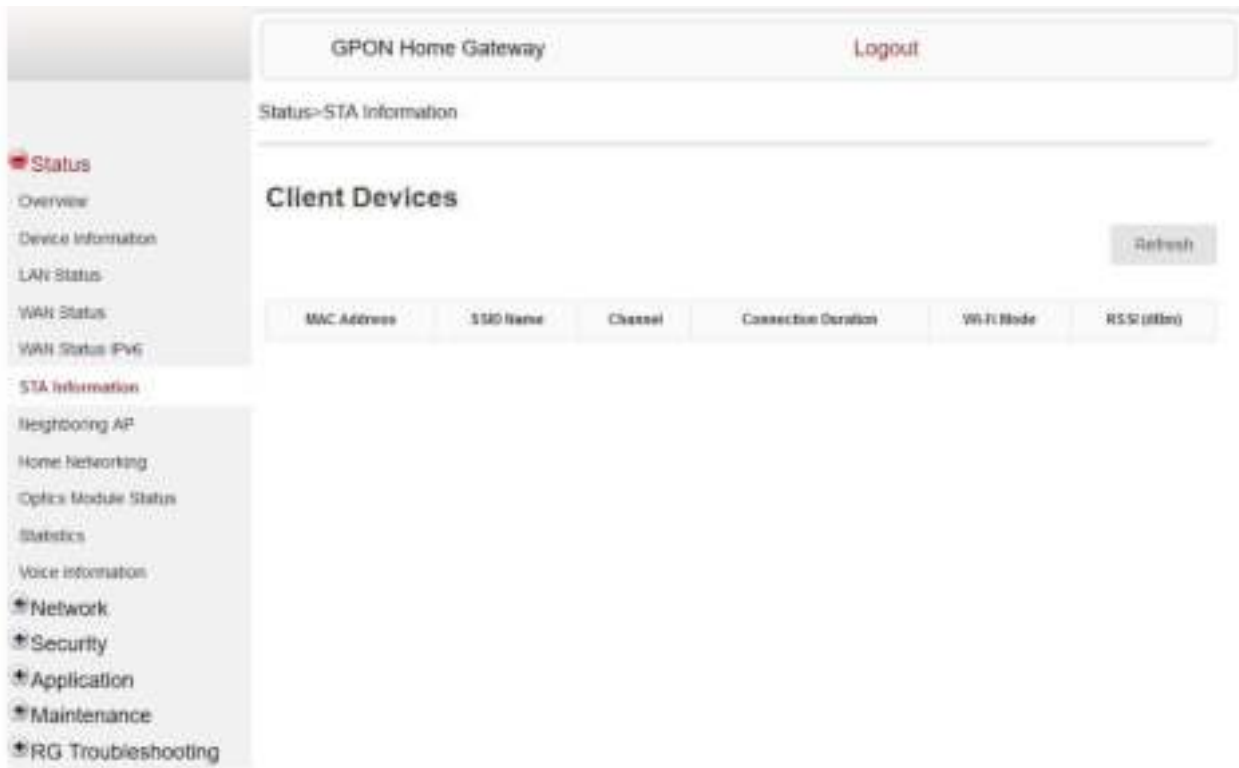 GPON Home Gateway Logout
Status>STA Information
Status
Overview
Device Information
LAN Status
WAN Status
WAN Status IPv6
STA Information
Neighboring AP
Home Networking
Optics Module Status
Statistics
Voice Information
Network
Security
Application
Maintenance
RG Troubleshooting
Client Devices
Refresh
MAC Address SSID Name Channel Connection Duration Wi-Fi Mode RSSI (dBm)